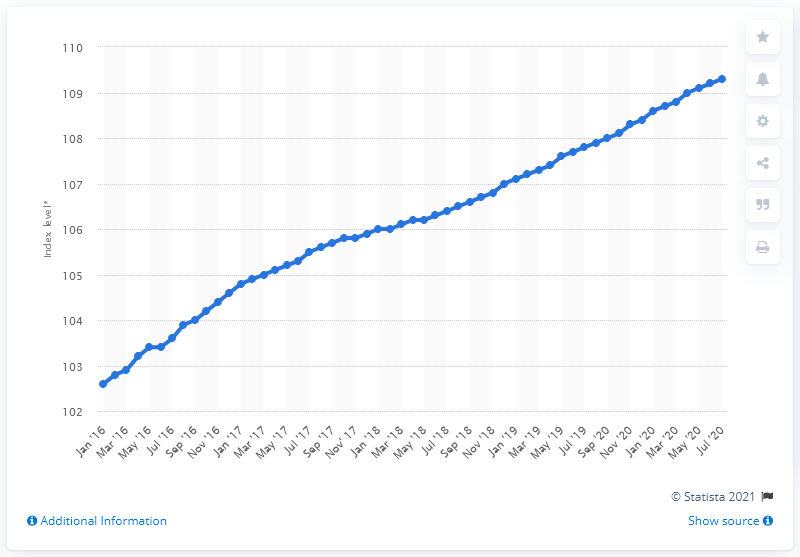 110
109
108
107
106
105
104
103
102
Index level*
Jan '16
Mar '16
May '16
Jul '16
Sep '16
Nov '16
Jan '17
Mar '17
May '17
Jul '17
Sep '17
Nov' 17
Jan '18
Mar '18
May '18
Jul '18
Sep '18
Nov '18
Jan '19
Mar '19
May '19
Jul '19
Sep '20
Nov '20
Jan '20
Mar '20
May '20
Jul '20
© Statista 2021
Additional Information
Show source